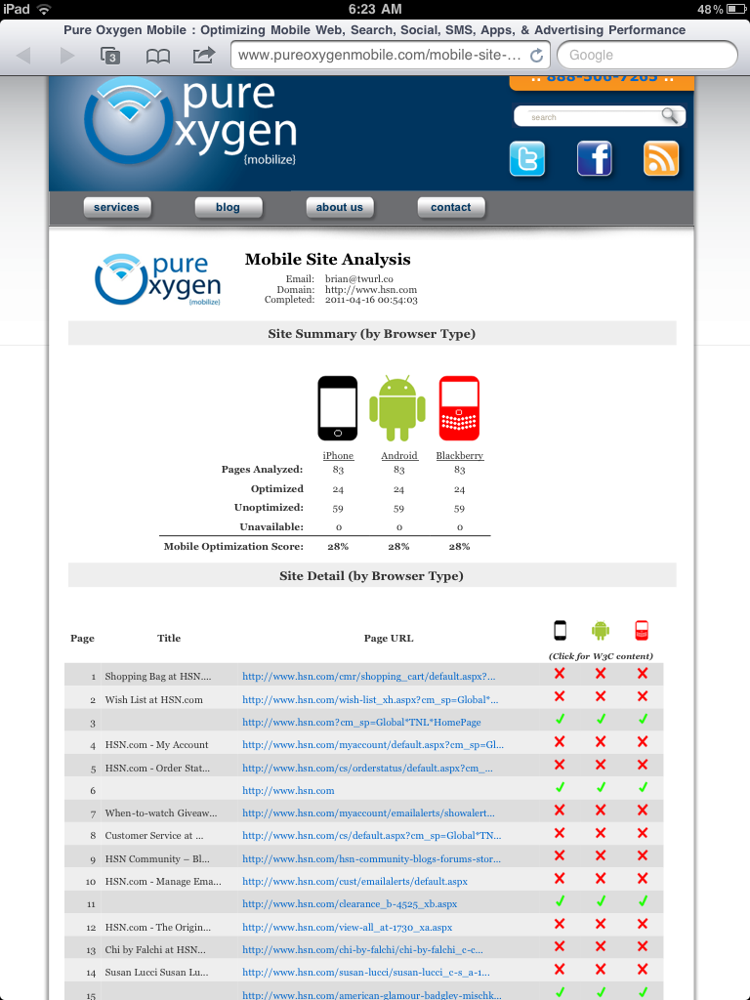 iPad 6:23 AM 48%
Pure Oxygen Mobile : Optimizing Mobile Web, Search, Social, SMS, Apps, & Advertising Performance
3 www.pureoxygenmobile.com/mobile-site-... Google
:: 888-506-7265 ::
pure
oxygen
{mobilize}
search
services blog about us contact
pure
oxygen
{mobilize}
Mobile Site Analysis
Email: brian@twurl.co
Domain: http://www.hsn.com
Completed: 2011-04-16 00:54:03
Site Summary (by Browser Type)
iPhone Android Blackberry
Pages Analyzed: 83 83 83
Optimized 24 24 24
Unoptimized: 59 59 59
Unavailable: 0 0 0
Mobile Optimization Score: 28% 28% 28%
Site Detail (by Browser Type)
Page Title Page URL
(Click for W3C content)
1 Shopping Bag at HSN.... http://www.hsn.com/cmr/shopping_cart/default.aspx?...
2 Wish List at HSN.com http://www.hsn.com/wish-list_xh.aspx?cm_sp=Global*...
3 http://www.hsn.com?cm_sp=Global*TNL*HomePage
4 HSN.com - My Account http://www.hsn.com/myaccount/default.aspx?cm_sp=Gl...
5 HSN.com - Order Stat... http://www.hsn.com/cs/orderstatus/default.aspx?cm_...
6 http://www.hsn.com
7 When-to-watch Giveaw... http://www.hsn.com/myaccount/emailalerts/showalert...
8 Customer Service at ... http://www.hsn.com/cs/default.aspx?cm_sp=Global*TN...
9 HSN Community – Bl... http://www.hsn.com/hsn-community-blogs-forums-stor...
10 HSN.com - Manage Ema... http://www.hsn.com/cust/emailalerts/default.aspx
11 http://www.hsn.com/clearance_b-4525_xb.aspx
12 HSN.com - The Origin... http://www.hsn.com/view-all_at-1730_xa.aspx
13 Chi by Falchi at HSN... http://www.hsn.com/chi-by-falchi/chi-by-falchi_c-c...
14 Susan Lucci Susan Lu... http://www.hsn.com/susan-lucci/susan-lucci_c-s_a-1...
15 http://www.hsn.com/american-glamour-badgley-mischk...